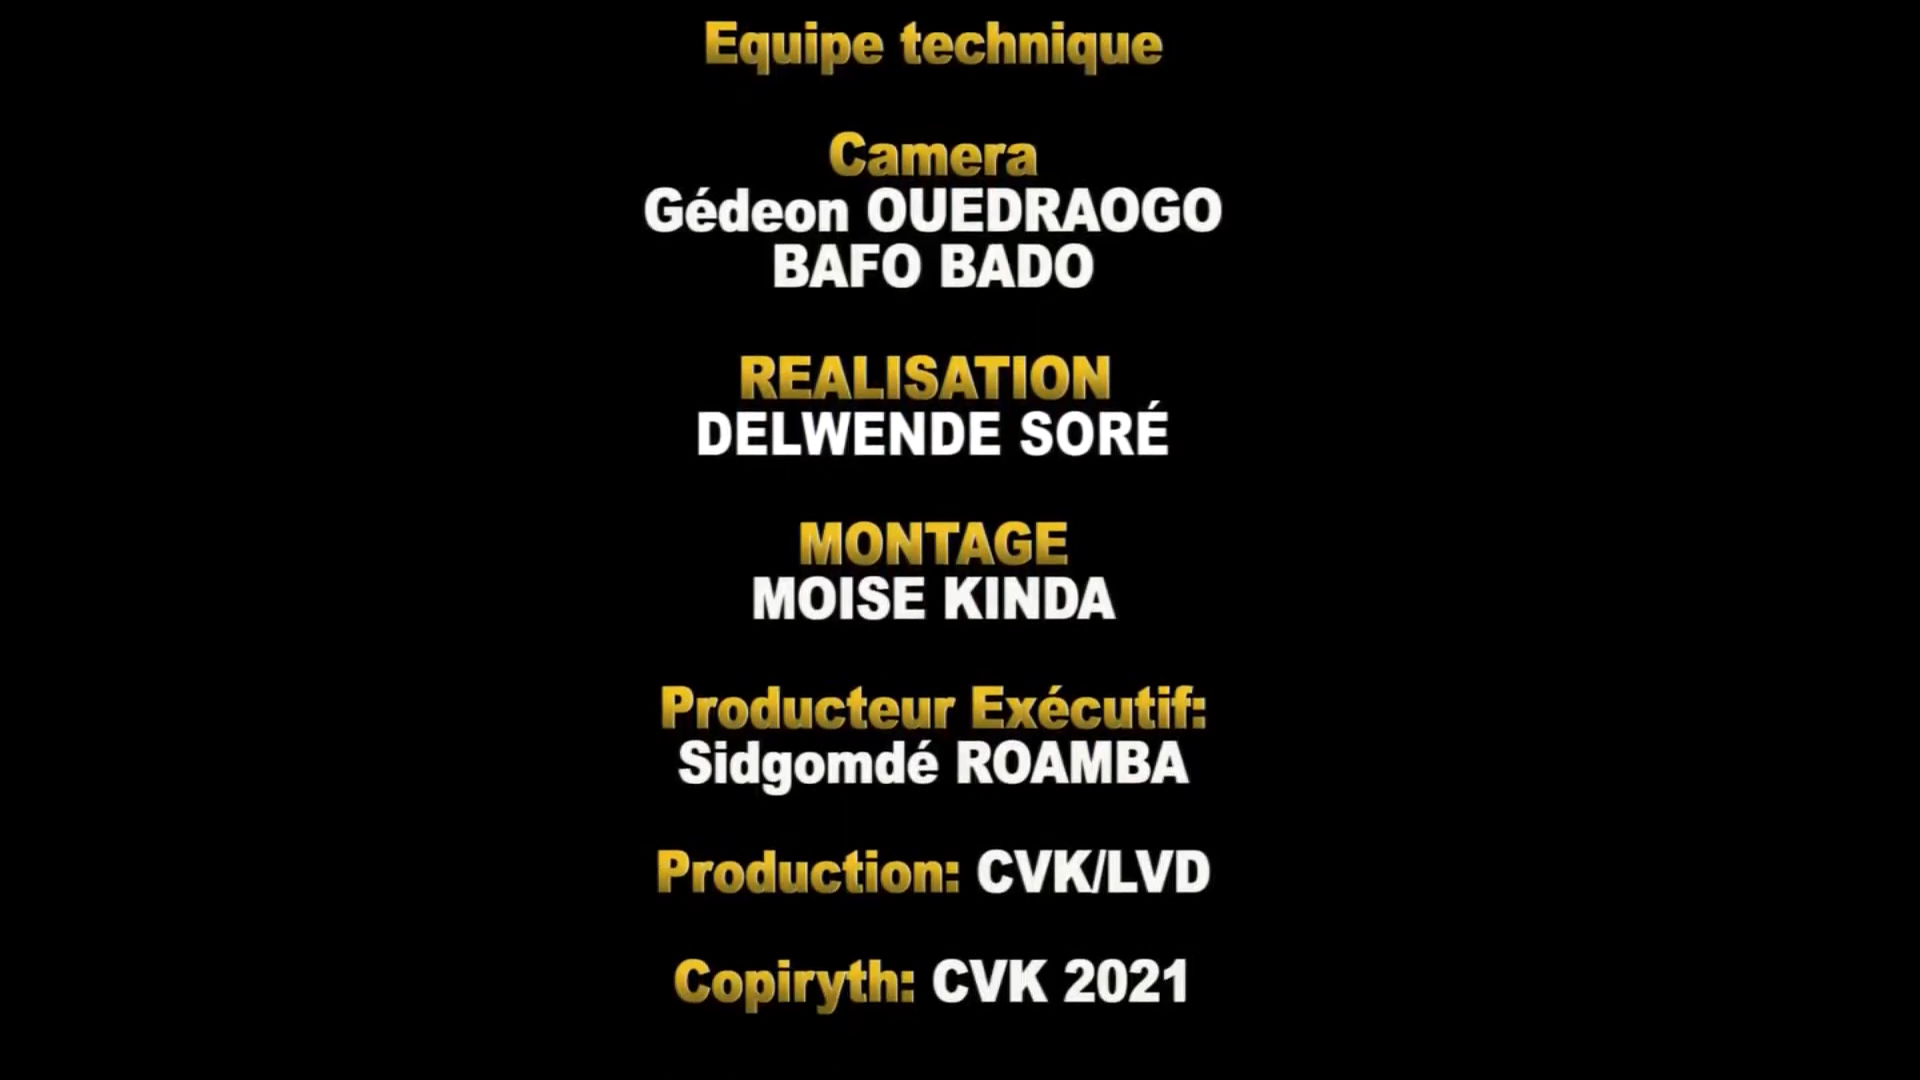 Equipe technique
Camera
Gédeon OUEDRAOGO
BAFO BADO
REALISATION
DELWENDE SORÉ
MONTAGE
MOISE KINDA
Producteur Exécutif:
Sidgomdé ROAMBA
Production: CVK/LVD
Copiryth: CVK 2021